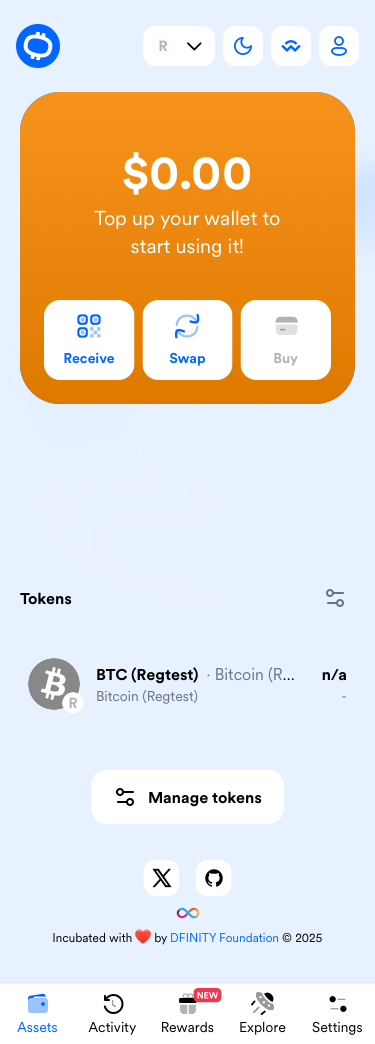 R
$0.00
Top up your wallet to
start using it!
Receive Swap Buy
Tokens
BTC (Regtest) · Bitcoin (R... n/a
Bitcoin (Regtest) -
R
Manage tokens
Incubated with ❤️ by DFINITY Foundation © 2025
NEW
Assets Activity Rewards Explore Settings